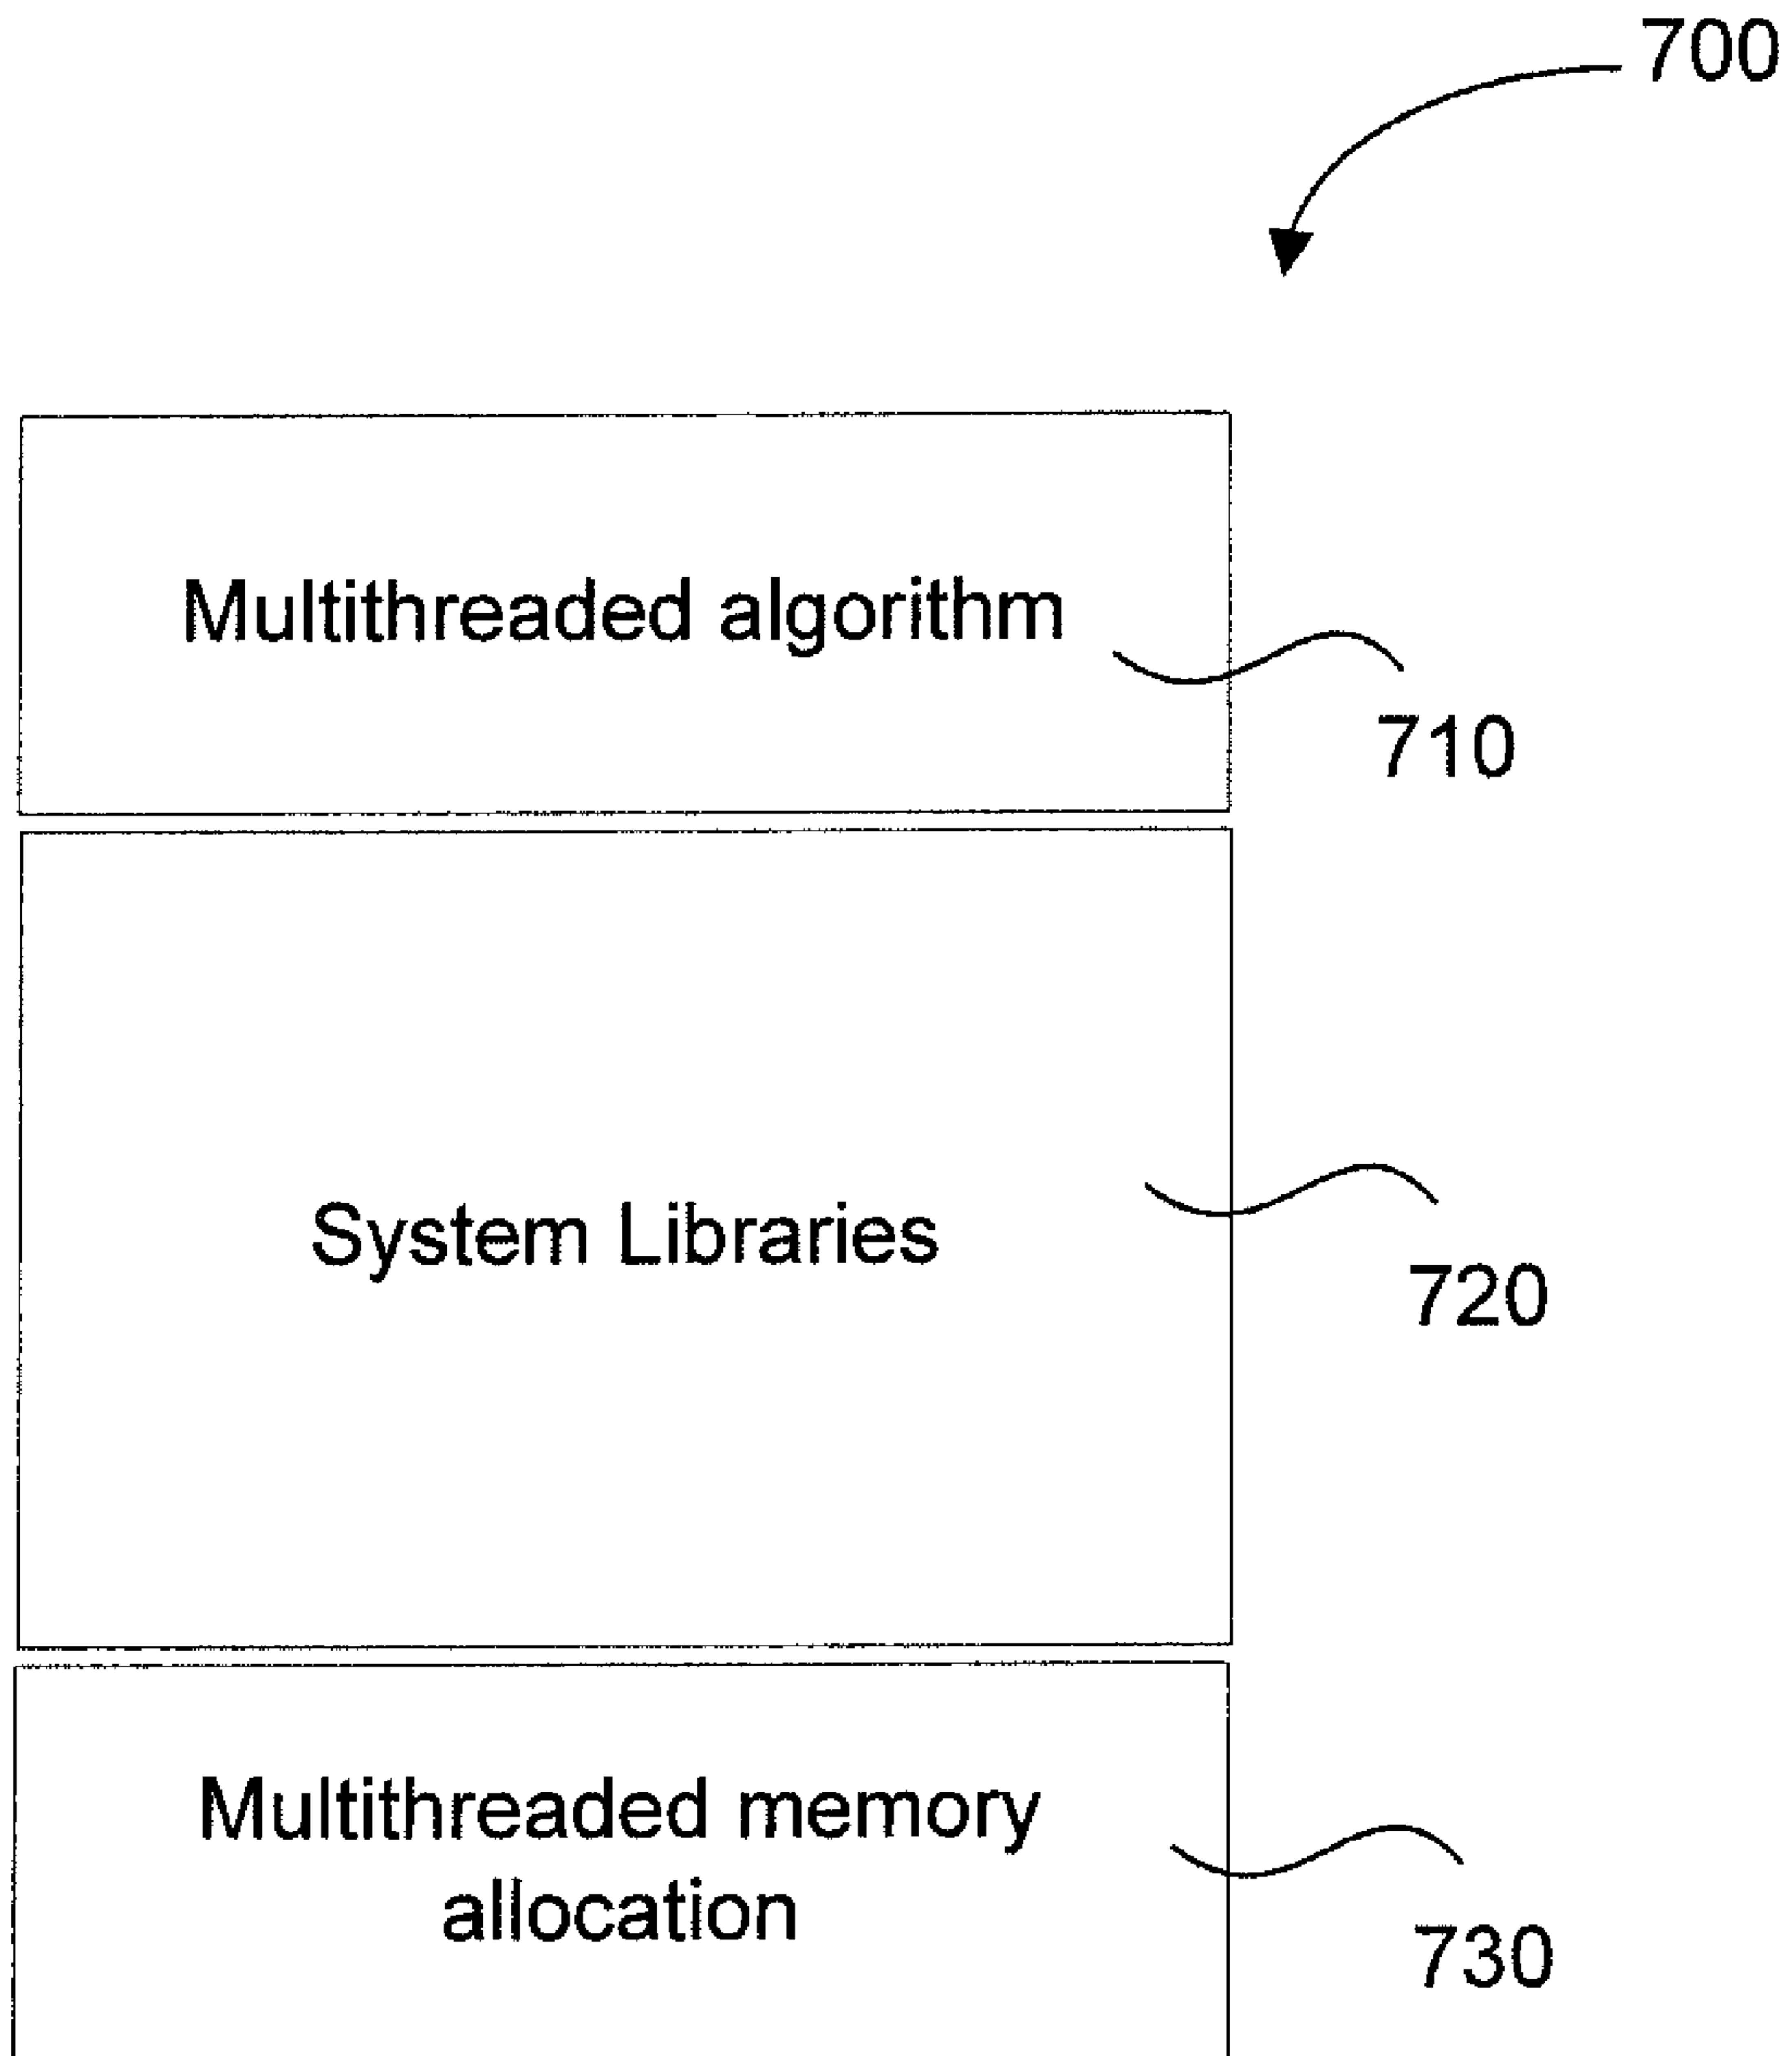 700
Multithreaded algorithm
710
System Libraries
720
Multithreaded memory
allocation
730